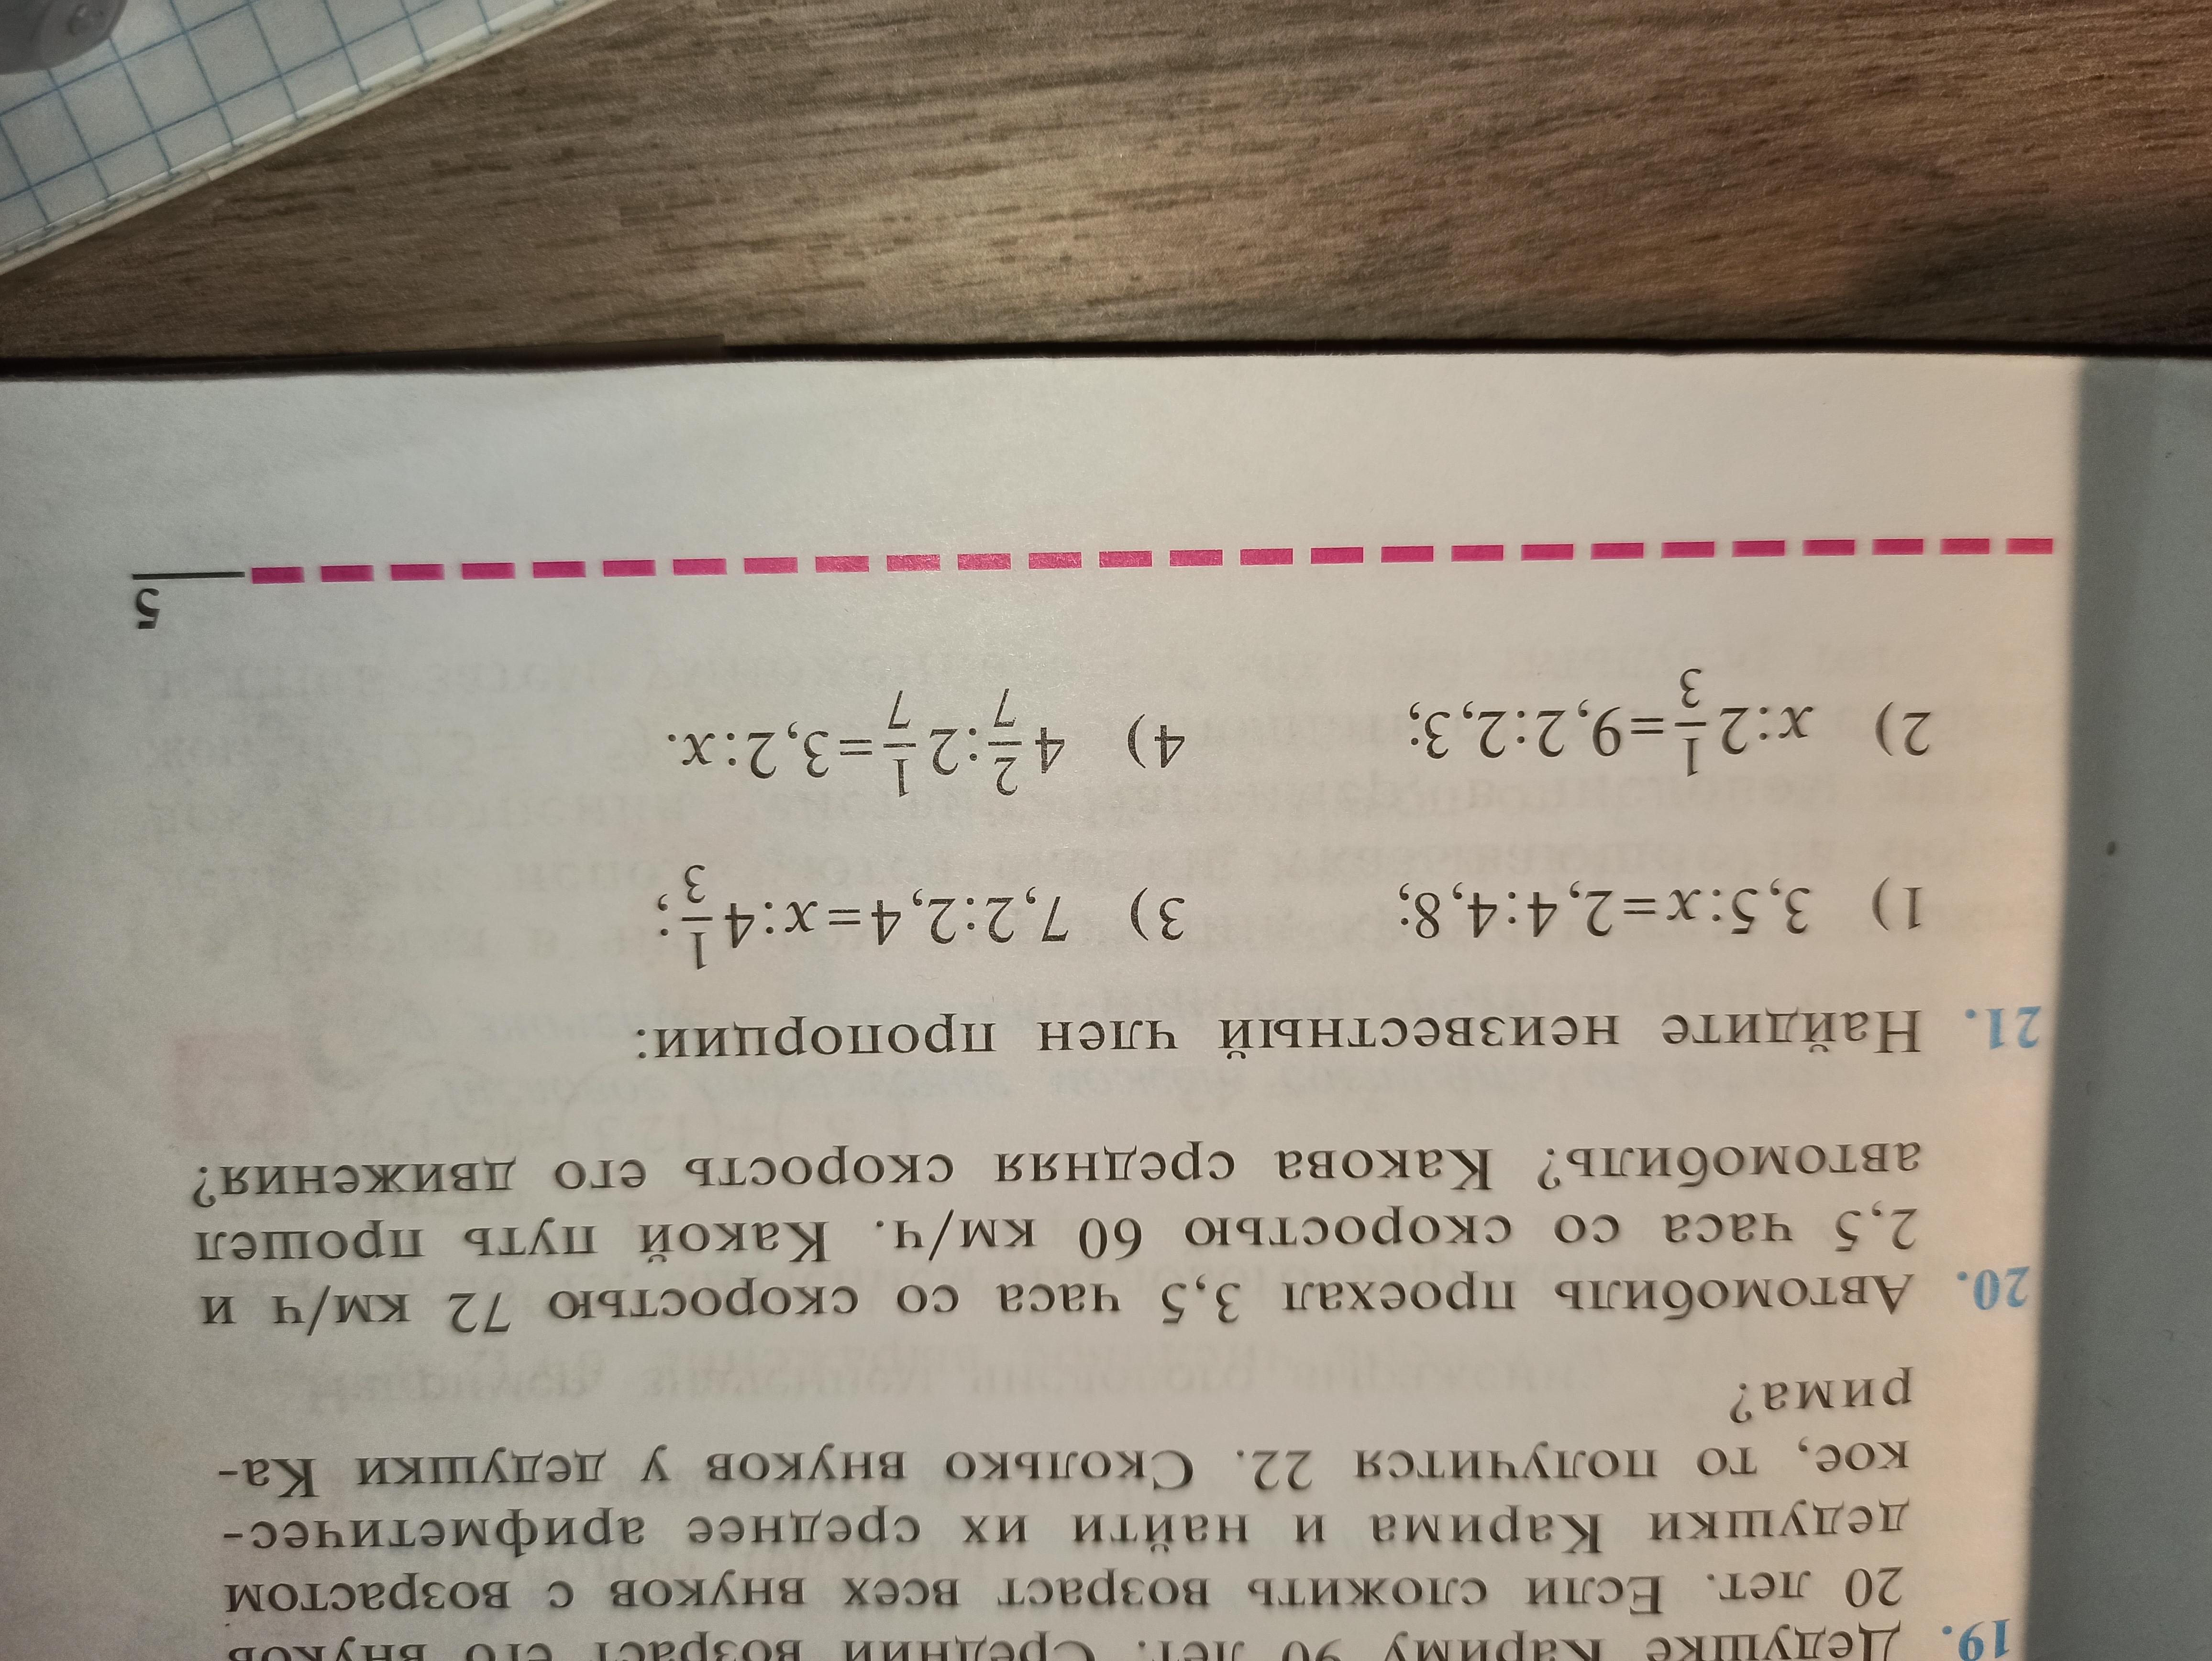 19. Дедушке Кариму 90 лет. Средний возраст его внуков
20 лет. Если сложить возраст всех внуков с возрастом
дедушки Карима и найти их среднее арифметичес-
кое, то получится 22. Сколько внуков у дедушки Ка-
рима?
20. Автомобиль проехал 3,5 часа со скоростью 72 км/ч и
2,5 часа со скоростью 60 км/ч. Какой путь прошел
автомобиль? Какова средняя скорость его движения?
21. Найдите неизвестный член пропорции:
1) 3,5:x=2,4:4,8; 3) 7,2:2,4=x:4 1/3;
2) x:2 1/3=9,2:2,3; 4) 4 2/7:2 1/7=3,2:x.
5